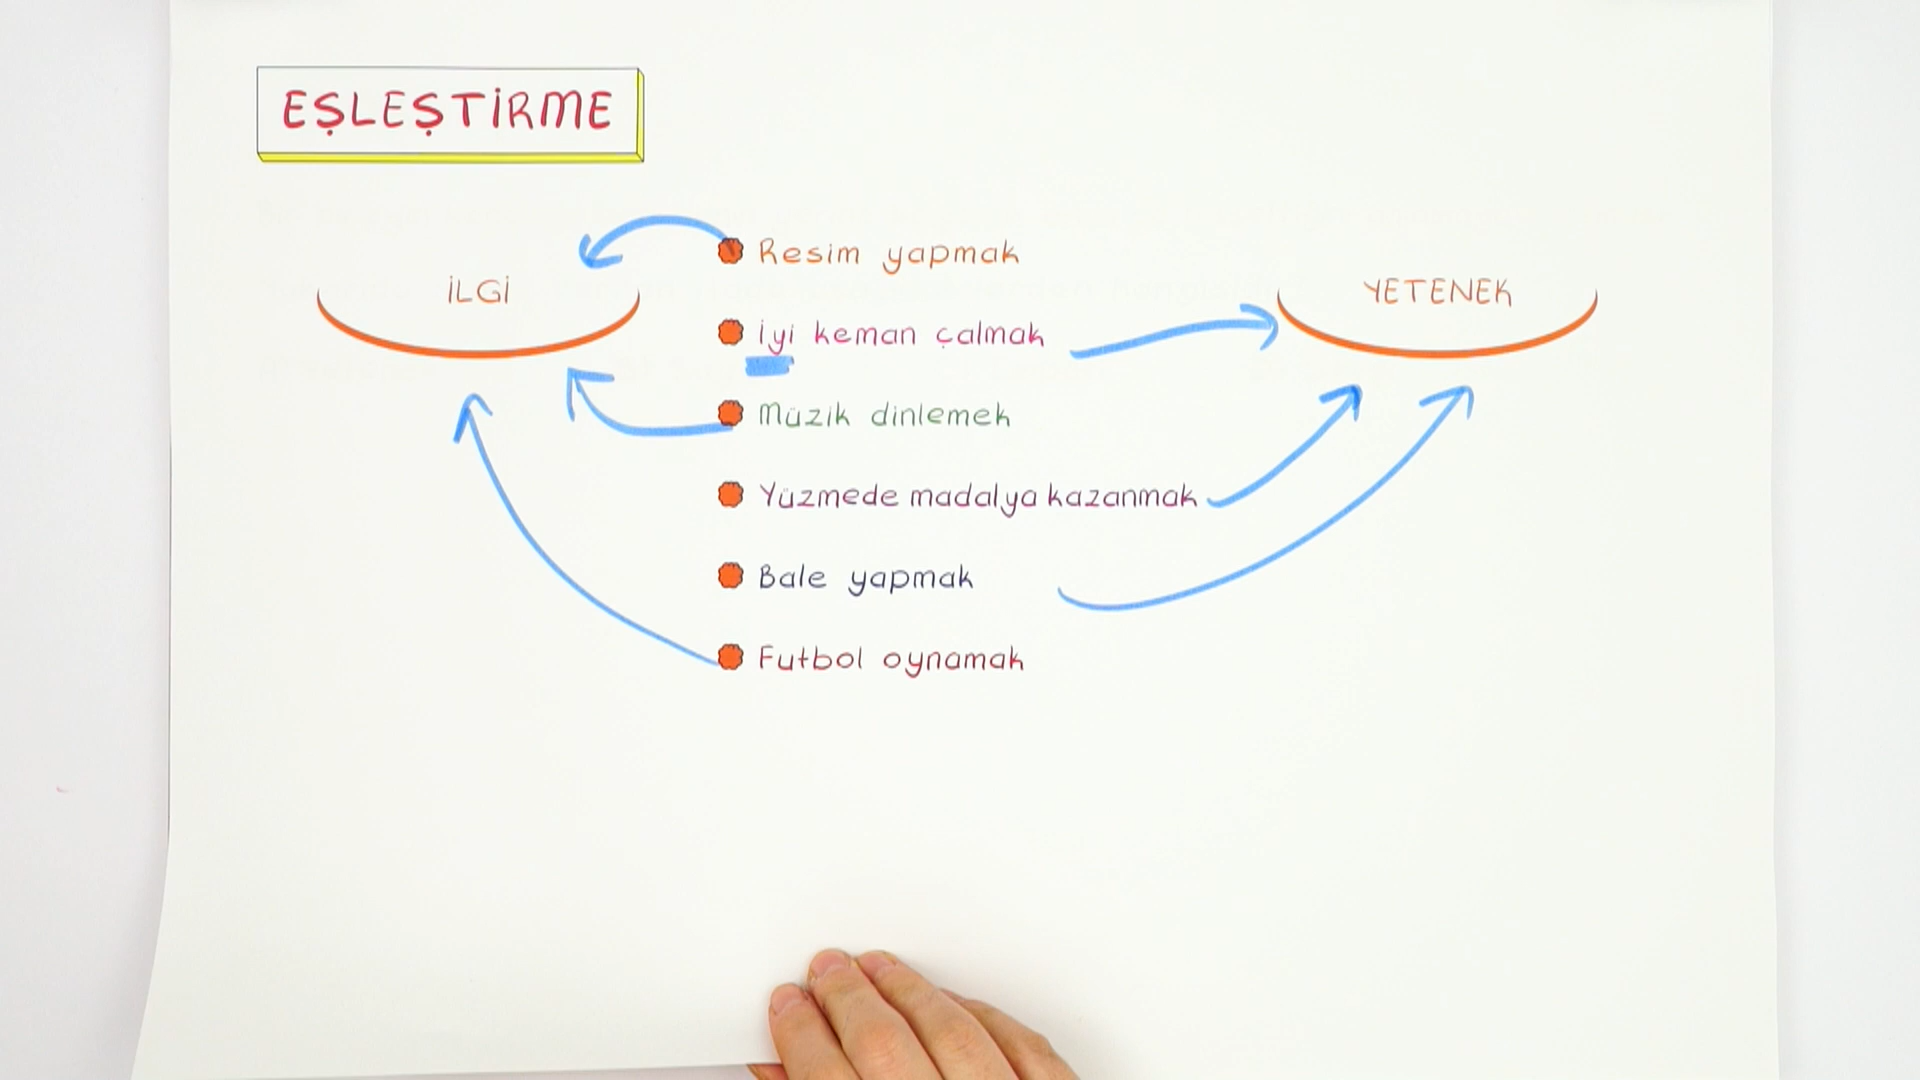 EŞLEŞTİRME
İLGİ
YETENEK
Resim yapmak
İyi keman çalmak
Müzik dinlemek
Yüzmede madalya kazanmak
Bale yapmak
Futbol oynamak